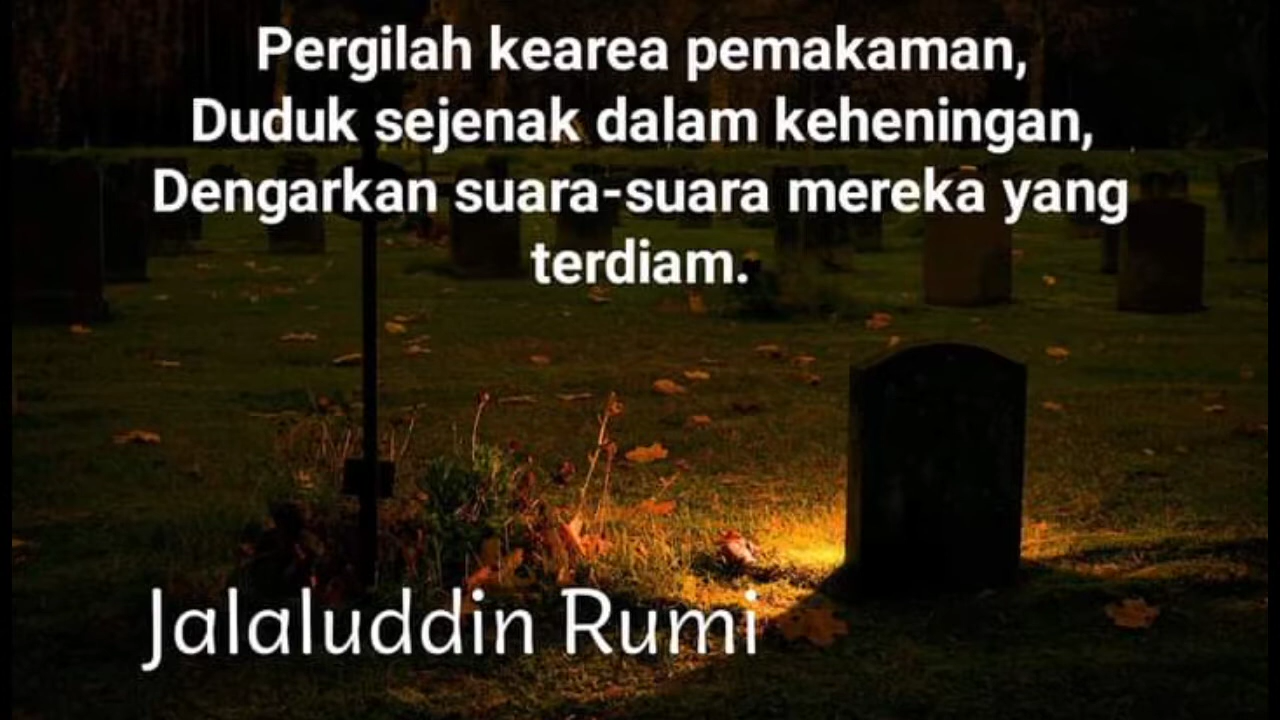 Pergilah kearea pemakaman,
Duduk sejenak dalam keheningan,
Dengarkan suara-suara mereka yang
terdiam.
Jalaluddin Rumi